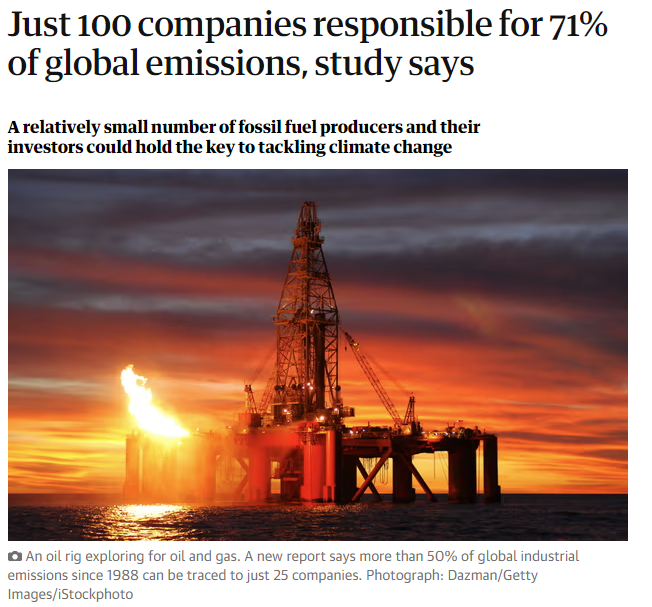 Just 100 companies responsible for 71%
of global emissions, study says
A relatively small number of fossil fuel producers and their
investors could hold the key to tackling climate change
An oil rig exploring for oil and gas. A new report says more than 50% of global industrial
emissions since 1988 can be traced to just 25 companies. Photograph: Dazman/Getty
Images/iStockphoto